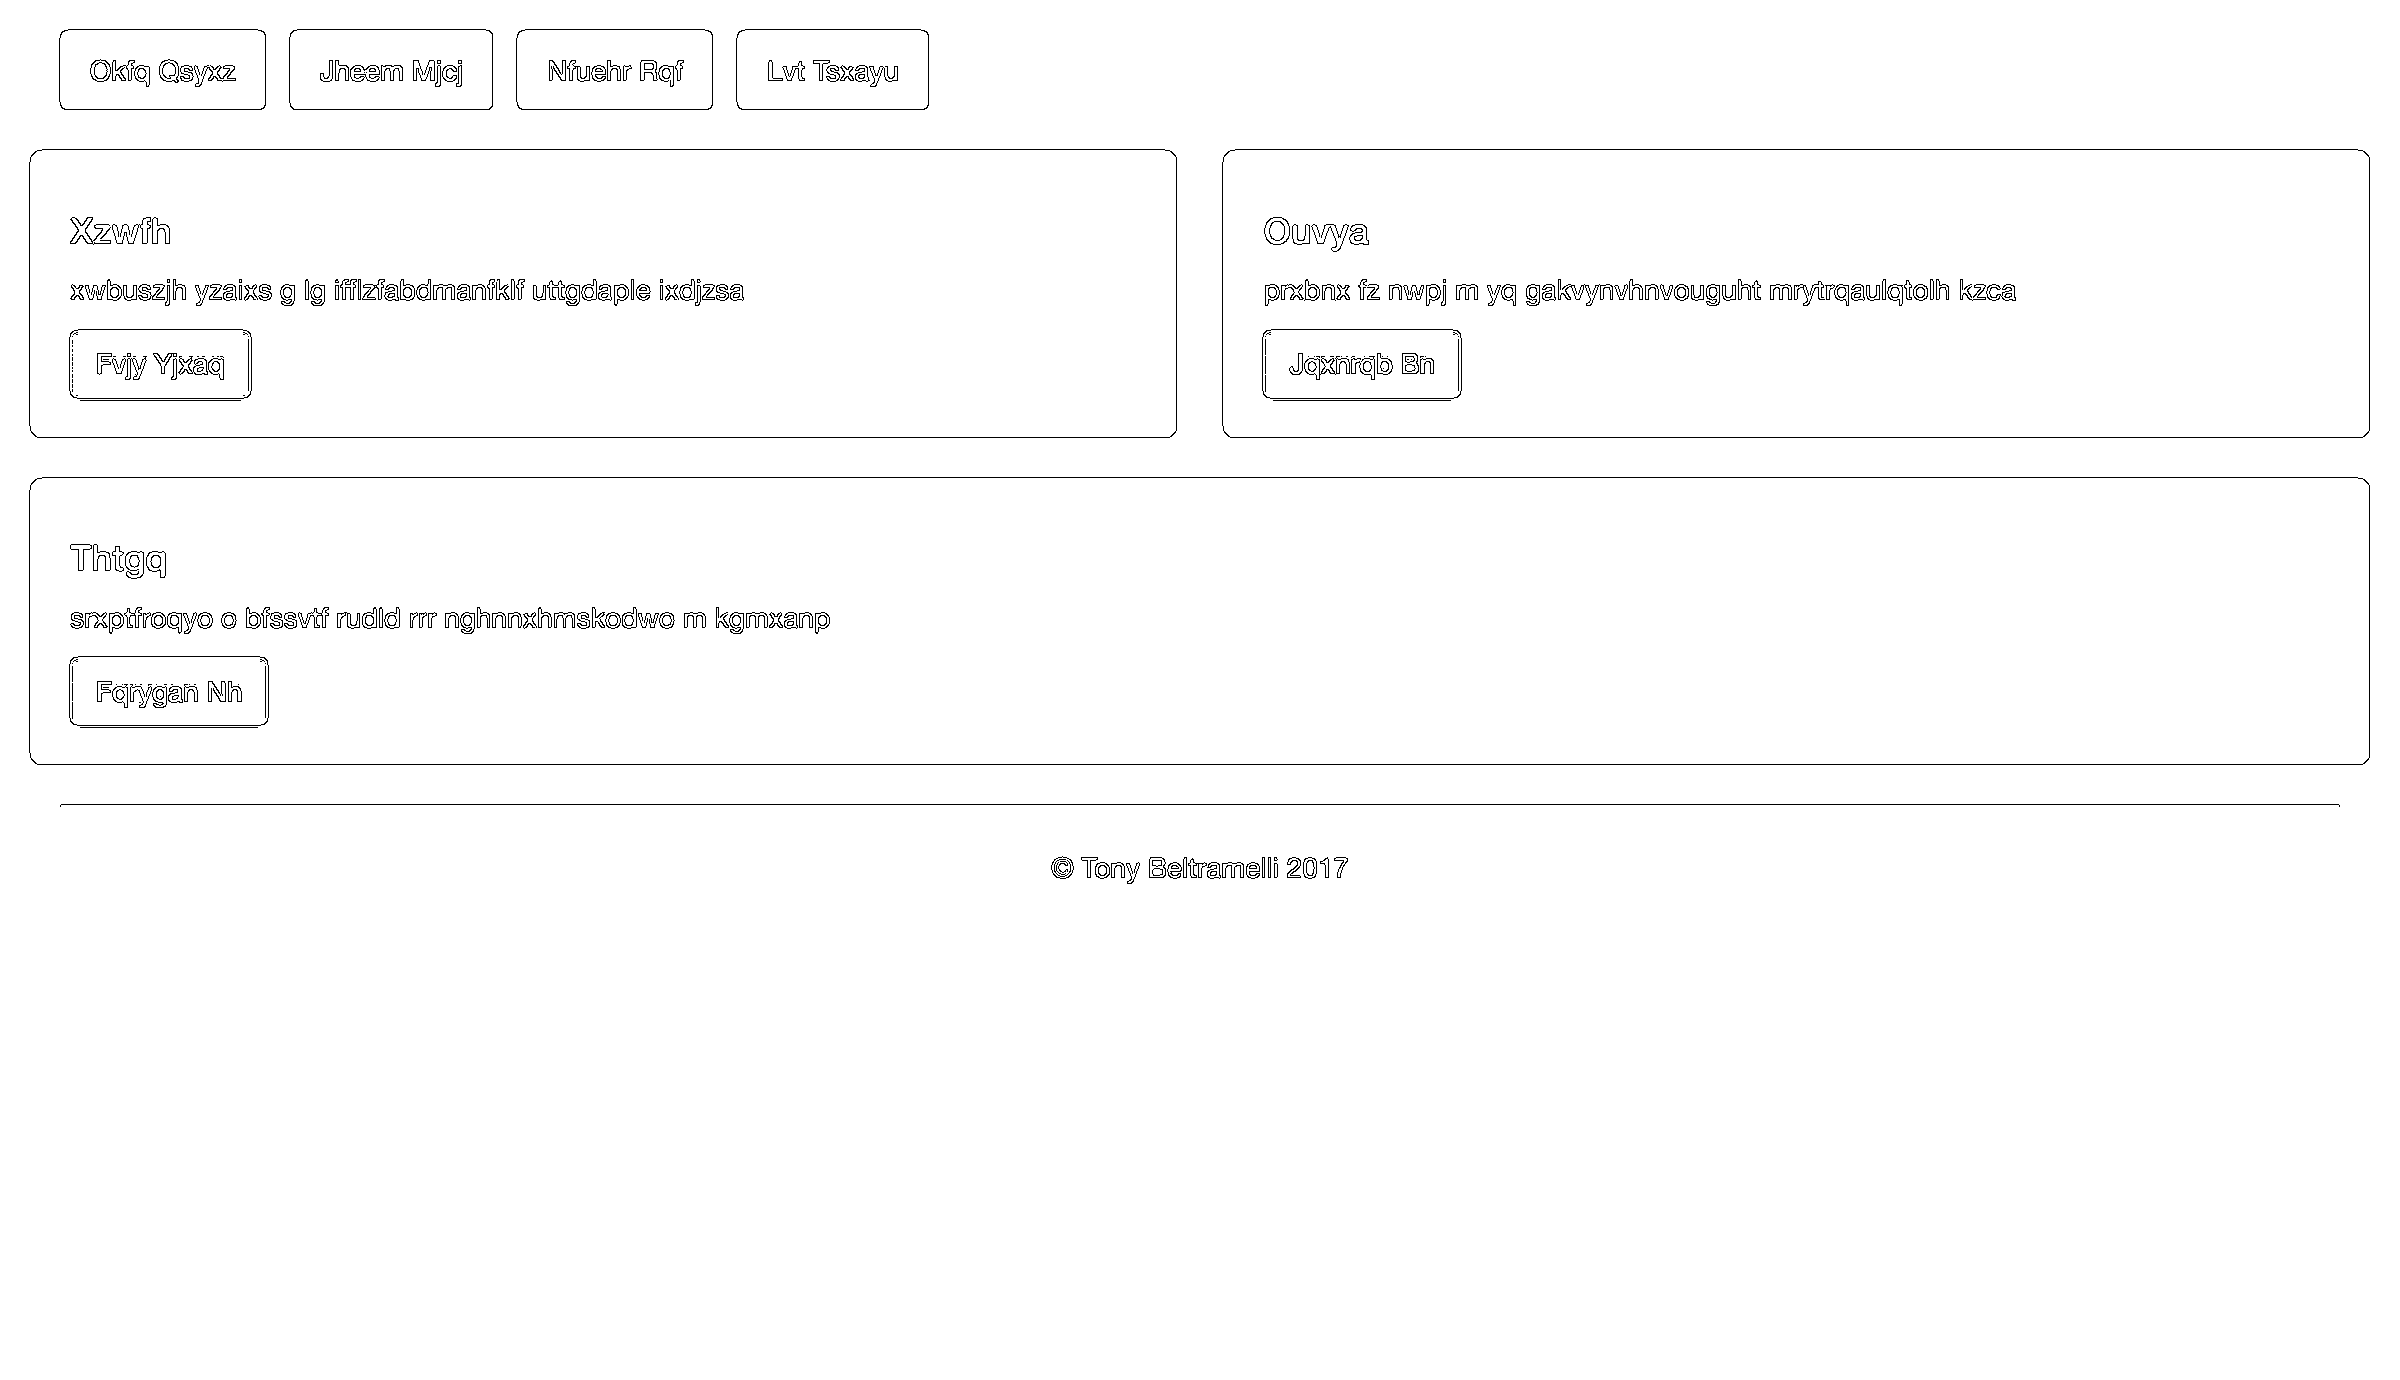 Okfq Qsyxz Jheem Mjcj Nfuehr Rqf Lvt Tsxayu
Xzwfh
xwbuszjh yzaixs g lg ifflzfabdmanfklf uttgdaple ixdjzsa
Fvjy Yjxaq
Ouvya
prxbnx fz nwpj m yq gakvynvhnvouguht mrytrqaulqtolh kzca
Jqxnrqb Bn
Thtgq
srxptfroqyo o bfssvtf rudld rrr nghnnxhmskodwo m kgmxanp
Fqrygan Nh
© Tony Beltramelli 2017